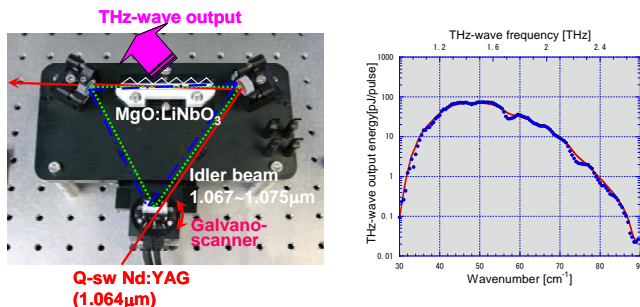 THz-wave output
MgO:LiNbO3
Idler beam
1.067~1.075μm
Galvano-
scanner
Q-sw Nd:YAG
(1.064μm)
THz-wave frequency [THz]
1.2 1.6 2 2.4
THz-wave output energy[pJ/pulse]
1000
100
10
1
0.1
0.01
30 40 50 60 70 80 90
Wavenumber [cm-1]